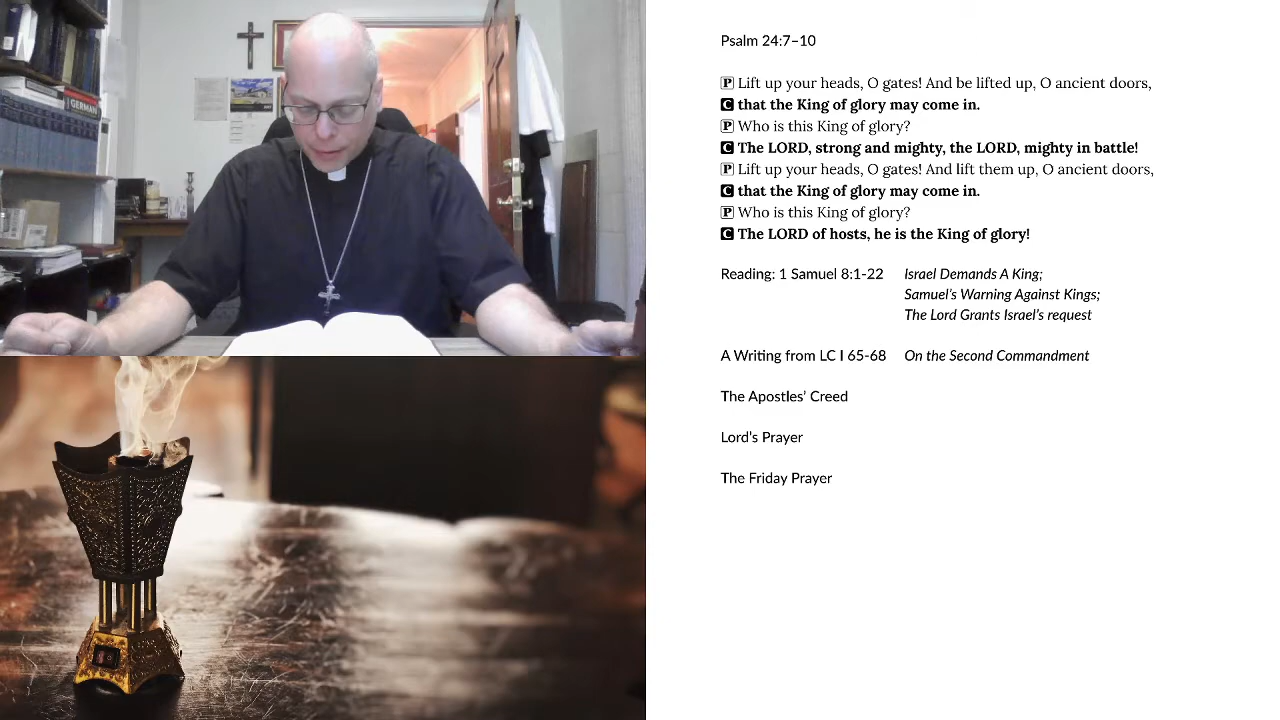 GERMAN
Psalm 24:7–10
P Lift up your heads, O gates! And be lifted up, O ancient doors,
C that the King of glory may come in.
P Who is this King of glory?
C The LORD, strong and mighty, the LORD, mighty in battle!
P Lift up your heads, O gates! And lift them up, O ancient doors,
C that the King of glory may come in.
P Who is this King of glory?
C The LORD of hosts, he is the King of glory!
Reading: 1 Samuel 8:1-22 Israel Demands A King;
Samuel's Warning Against Kings;
The Lord Grants Israel's request
A Writing from LC I 65-68 On the Second Commandment
The Apostles' Creed
Lord's Prayer
The Friday Prayer